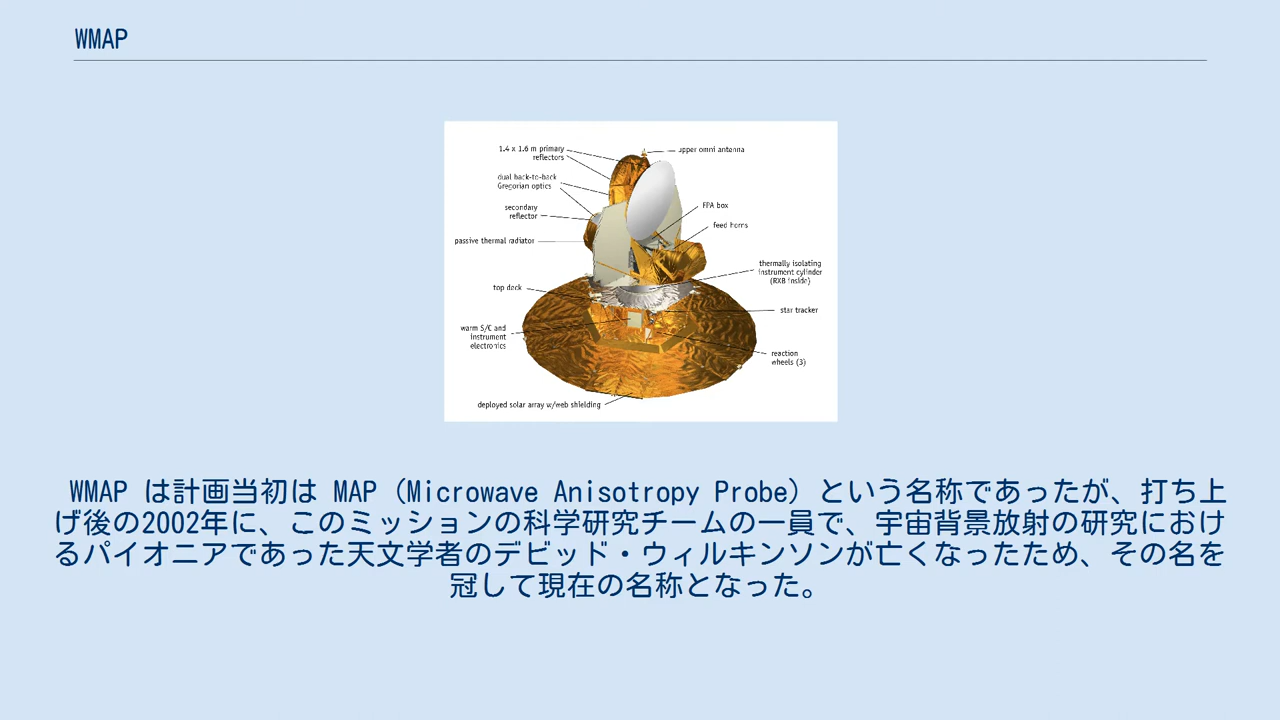 WMAP
1.4 x 1.6 m primary
reflectors
upper omni antenna
dual back-to-back
Gregorian optics
secondary
reflector
FPA box
feed horns
passive thermal radiator
thermally isolating
instrument cylinder
(RXB inside)
top deck
star tracker
warm S/C and
instrument
electronics
reaction
wheels (3)
deployed solar array w/web shielding
WMAP は計画当初は MAP（Microwave Anisotropy Probe）という名称であったが、打ち上
げ後の2002年に、このミッションの科学研究チームの一員で、宇宙背景放射の研究におけ
るパイオニアであった天文学者のデビッド・ウィルキンソンが亡くなったため、その名を
冠して現在の名称となった。